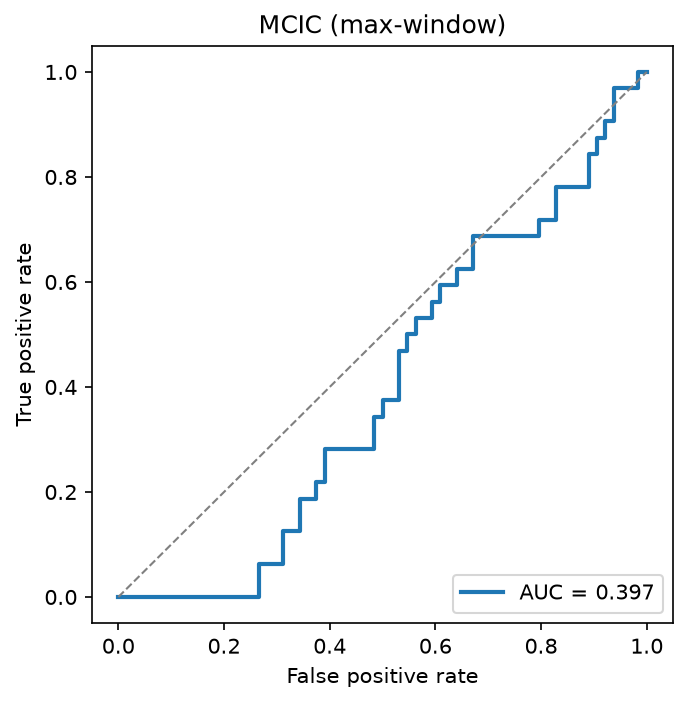 MCIC (max-window)
True positive rate
1.0
0.8
0.6
0.4
0.2
0.0
AUC = 0.397
0.0 0.2 0.4 0.6 0.8 1.0
False positive rate